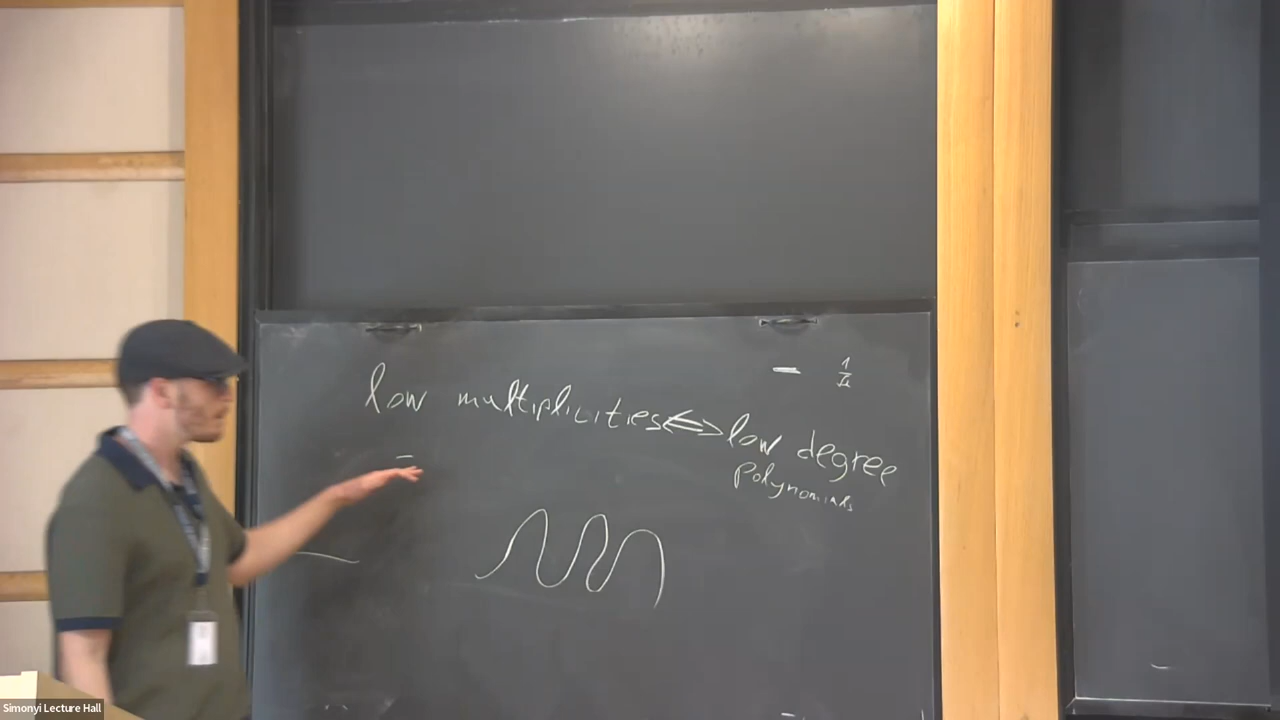 low multiplicities <=> low degree
polynomials
Simonyi Lecture Hall